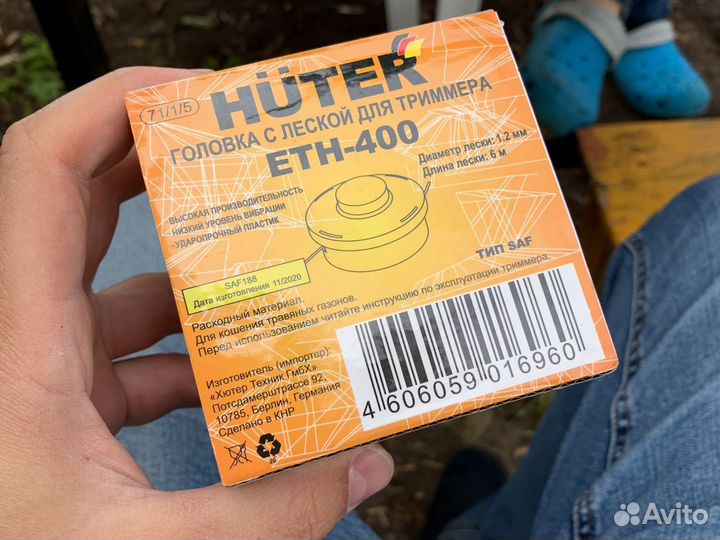 71/1/5
HÜTER
ГОЛОВКА С ЛЕСКОЙ ДЛЯ ТРИММЕРА
ETH-400
Диаметр лески: 1.2 мм
Длина лески: 6 м
ВЫСОКАЯ ПРОИЗВОДИТЕЛЬНОСТЬ
-НИЗКИЙ УРОВЕНЬ ВИБРАЦИИ
-УДАРОПРОЧНЫЙ ПЛАСТИК
ТИП SAF
SAF188
Дата изготовления 11/2020
Расходный материал.
Для кошения травяных газонов.
Перед использованием читайте инструкцию по эксплуатации триммера.
Изготовитель (импортер):
«Хютер Техник ГмбХ»
Потсдамерштрассе 92,
10785, Берлин, Германия
Сделано в КНР
4 606059 016960
20
Avito